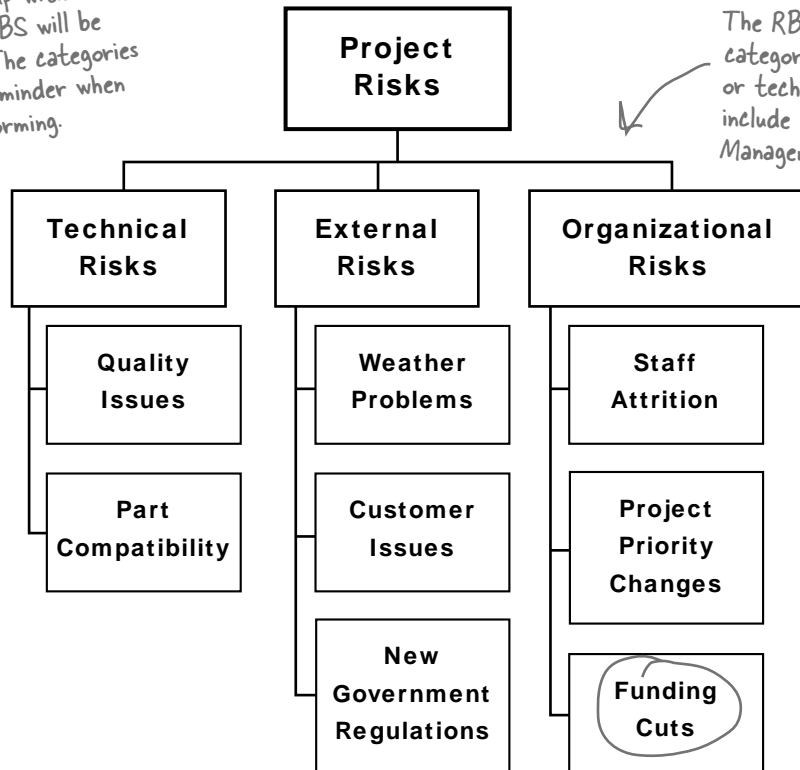 BS will be
The categories
minder when
orming.
Project
Risks
The RB
categor
or tech
include
Manager
Technical
Risks
Quality
Issues
Part
Compatibility
External
Risks
Weather
Problems
Customer
Issues
New
Government
Regulations
Organizational
Risks
Staff
Attrition
Project
Priority
Changes
Funding
Cuts